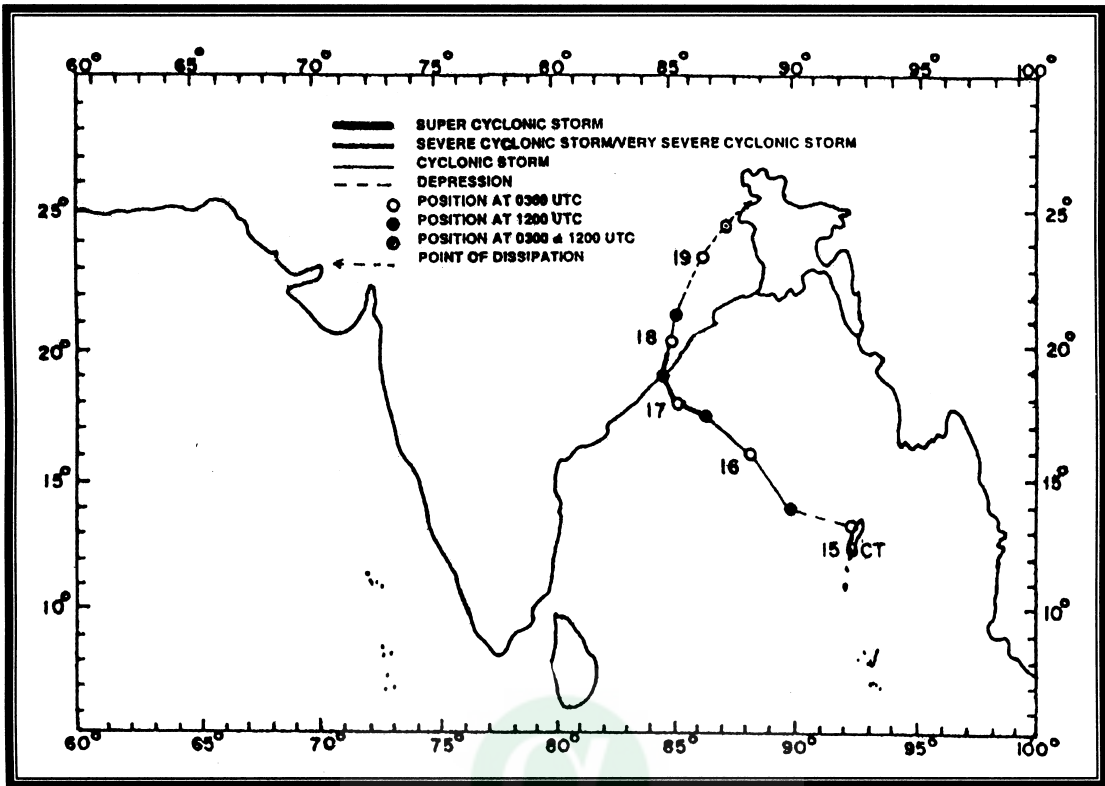 60° 65° 70° 75° 80° 85° 90° 95° 100°
SUPER CYCLONIC STORM
SEVERE CYCLONIC STORM/VERY SEVERE CYCLONIC STORM
CYCLONIC STORM
DEPRESSION
POSITION AT 0300 UTC
POSITION AT 1200 UTC
POSITION AT 0300 & 1200 UTC
POINT OF DISSIPATION
25° 25°
19
18
20° 20°
17
16
15° 15°
15 OCT
10° 10°
60° 65° 70° 75° 80° 85° 90° 95° 100°